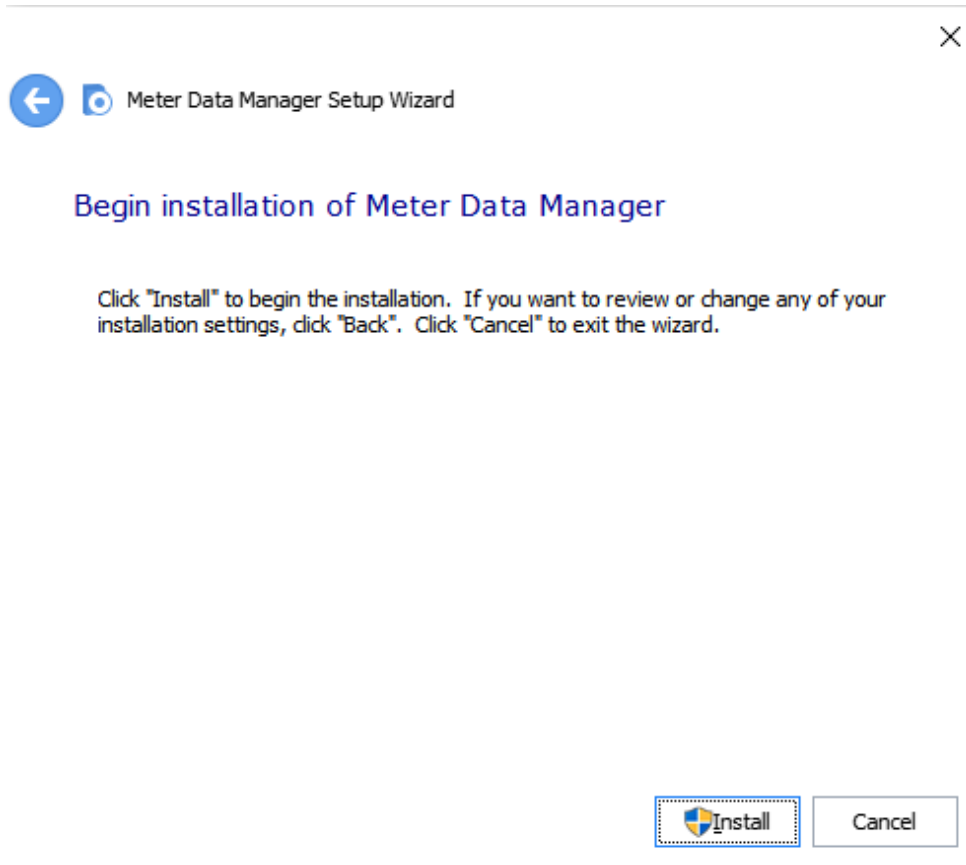 Meter Data Manager Setup Wizard
Begin installation of Meter Data Manager
Click "Install" to begin the installation.  If you want to review or change any of your
installation settings, click "Back".  Click "Cancel" to exit the wizard.
Install
Cancel